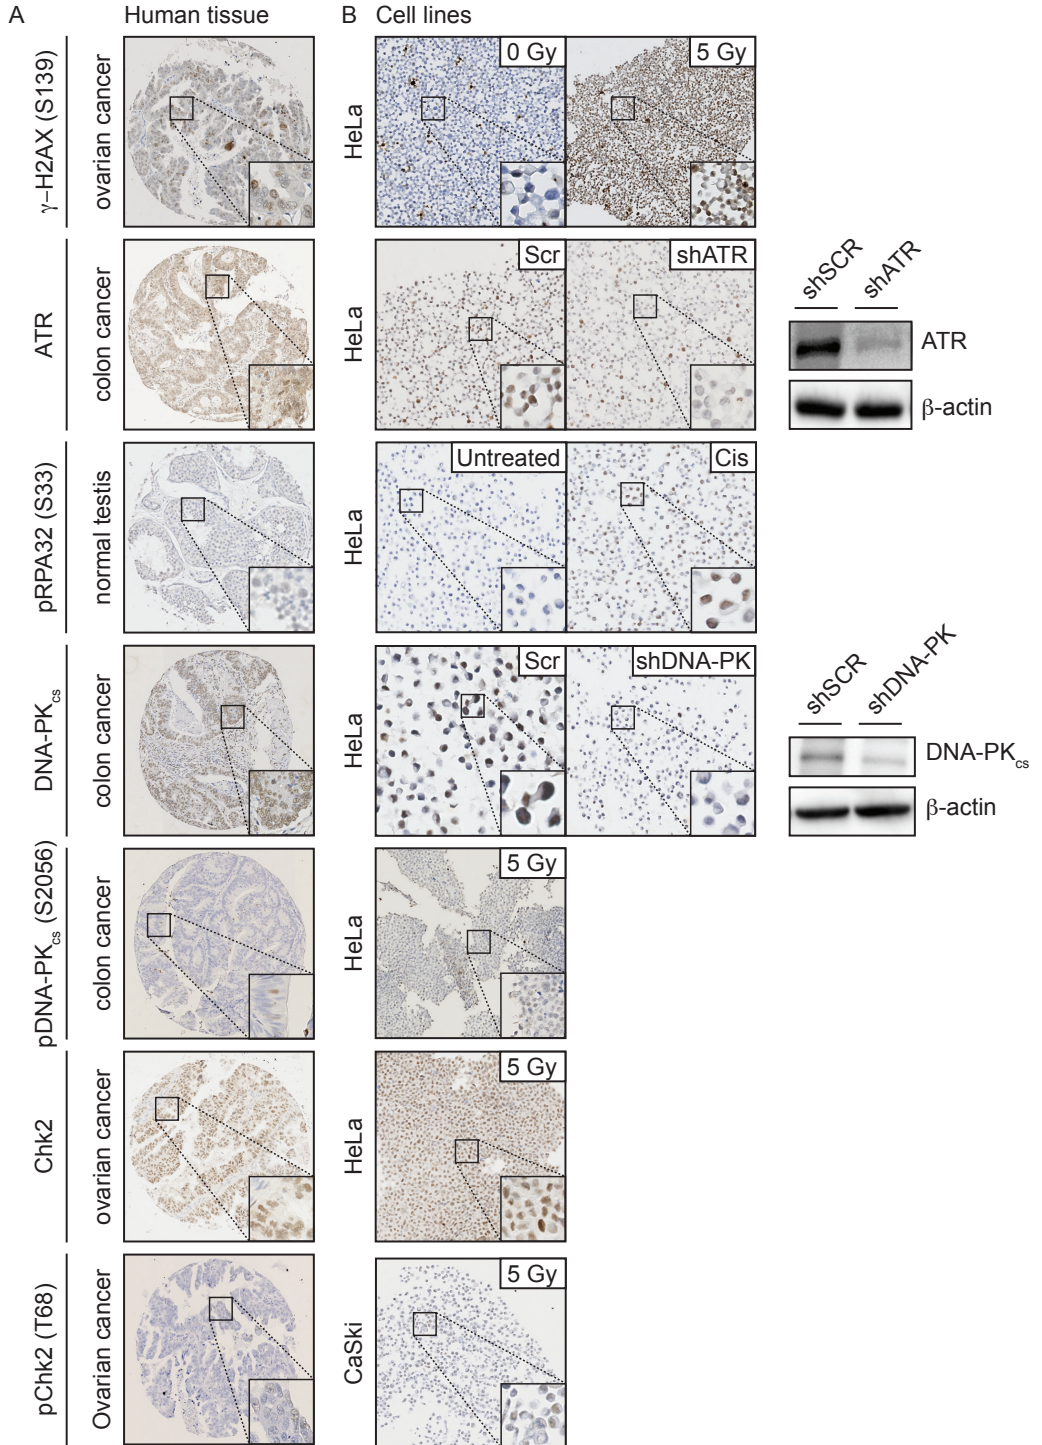 A Human tissue B Cell lines
γ−H2AX (S139)
ovarian cancer
HeLa
0 Gy
5 Gy
ATR
colon cancer
HeLa
Scr
shATR
shSCR
shATR
ATR
β-actin
pRPA32 (S33)
normal testis
HeLa
Untreated
Cis
DNA-PKcs
colon cancer
HeLa
Scr
shDNA-PK
shSCR
shDNA-PK
DNA-PKcs
β-actin
pDNA-PKcs (S2056)
colon cancer
HeLa
5 Gy
Chk2
ovarian cancer
HeLa
5 Gy
pChk2 (T68)
Ovarian cancer
CaSki
5 Gy